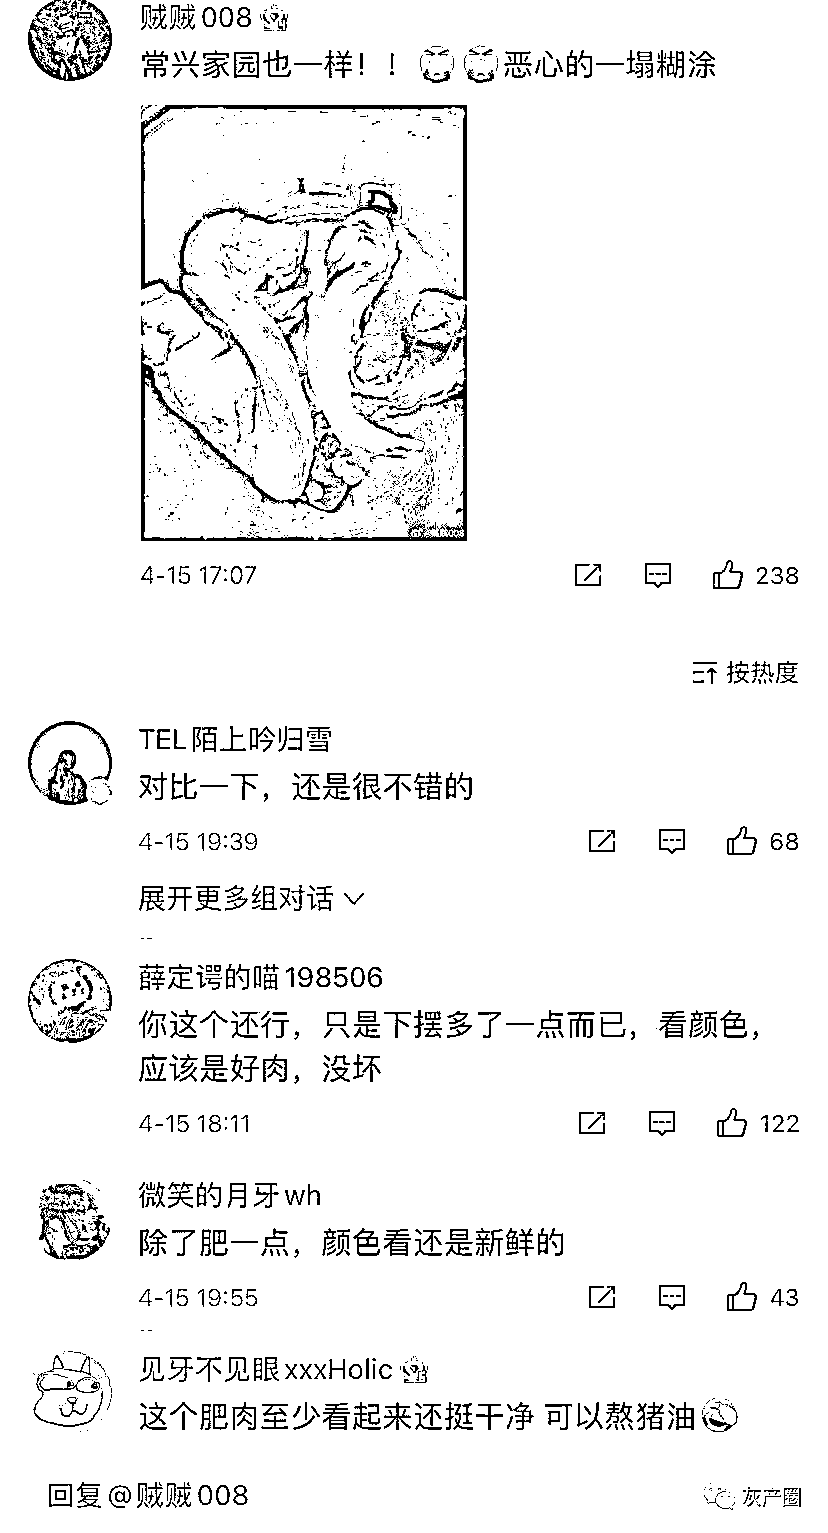 贼贼008
常兴家园也一样！！恶心的一塌糊涂
4-15 17:07
238
按热度
TEL陌上吟归雪
对比一下，还是很不错的
4-15 19:39
68
展开更多组对话
薛定谔的喵198506
你这个还行，只是下摆多了一点而已，看颜色，
应该是好肉，没坏
4-15 18:11
122
微笑的月牙wh
除了肥一点，颜色看还是新鲜的
4-15 19:55
43
见牙不见眼xxxHolic
这个肥肉至少看起来还挺干净 可以熬猪油
回复@贼贼008
灰产圈